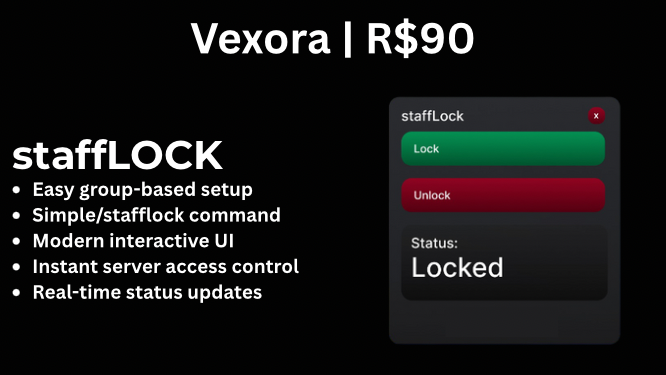 Vexora | R$90
staffLOCK
• Easy group-based setup
• Simple/stafflock command
• Modern interactive UI
• Instant server access control
• Real-time status updates
staffLock
x
Lock
Unlock
Status:
Locked